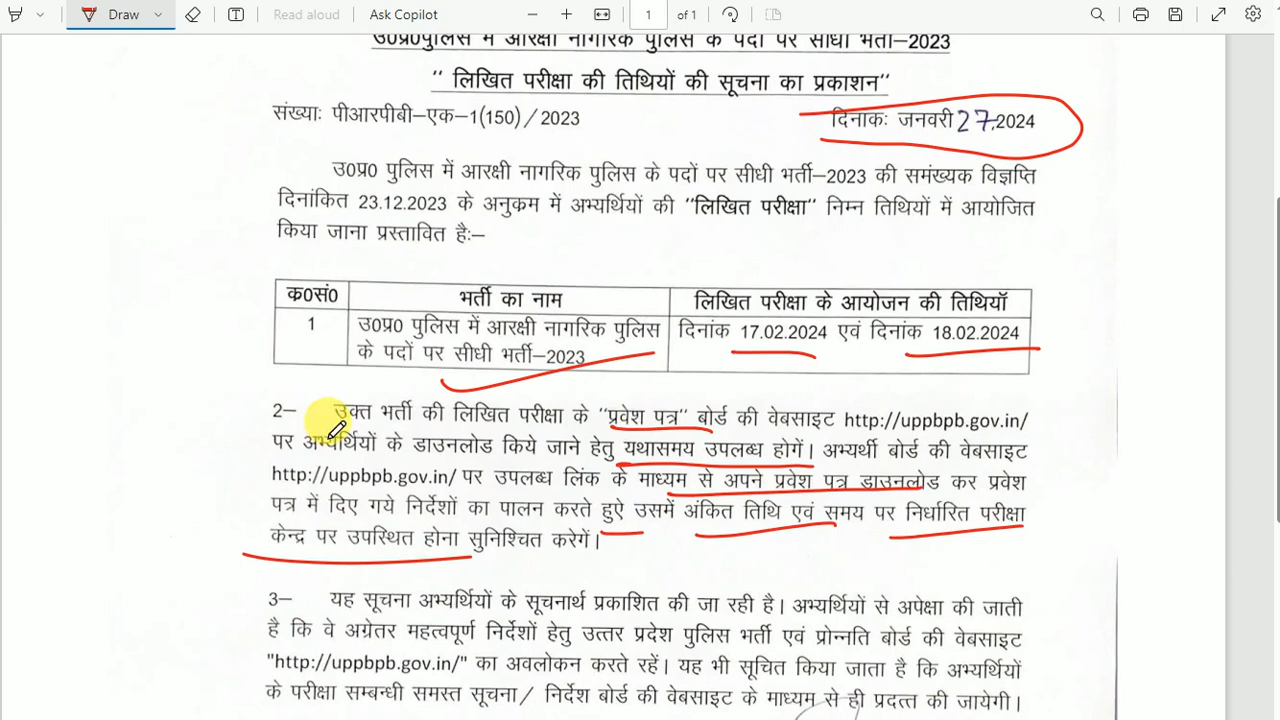 Draw
Read aloud
Ask Copilot
1
of 1
उ0प्र0पुलिस में आरक्षी नागरिक पुलिस के पदों पर सीधी भर्ती–2023
" लिखित परीक्षा की तिथियों की सूचना का प्रकाशन"
संख्याः पीआरपीबी–एक–1(150)/2023 दिनाकः जनवरी 27,2024
उ0प्र0 पुलिस में आरक्षी नागरिक पुलिस के पदों पर सीधी भर्ती–2023 की समंख्यक विज्ञप्ति
दिनांकित 23.12.2023 के अनुक्रम में अभ्यर्थियों की "लिखित परीक्षा" निम्न तिथियों में आयोजित
किया जाना प्रस्तावित हैः–
क0सं0 भर्ती का नाम लिखित परीक्षा के आयोजन की तिथियॉ
1 उ0प्र0 पुलिस में आरक्षी नागरिक पुलिस दिनांक 17.02.2024 एवं दिनांक 18.02.2024
के पदों पर सीधी भर्ती–2023
2– उक्त भर्ती की लिखित परीक्षा के "प्रवेश पत्र" बोर्ड की वेबसाइट http://uppbpb.gov.in/
पर अभ्यर्थियों के डाउनलोड किये जाने हेतु यथासमय उपलब्ध होगें। अभ्यर्थी बोर्ड की वेबसाइट
http://uppbpb.gov.in/ पर उपलब्ध लिंक के माध्यम से अपने प्रवेश पत्र डाउनलोड कर प्रवेश
पत्र में दिए गये निर्देशों का पालन करते हुऐ उसमें अंकित तिथि एवं समय पर निर्धारित परीक्षा
केन्द्र पर उपस्थित होना सुनिश्चित करेगें।
3– यह सूचना अभ्यर्थियों के सूचनार्थ प्रकाशित की जा रही है। अभ्यर्थियों से अपेक्षा की जाती
है कि वे अग्रेतर महत्वपूर्ण निर्देशों हेतु उत्तर प्रदेश पुलिस भर्ती एवं प्रोन्नति बोर्ड की वेबसाइट
"http://uppbpb.gov.in/" का अवलोकन करते रहें। यह भी सूचित किया जाता है कि अभ्यर्थियों
के परीक्षा सम्बन्धी समस्त सूचना/ निर्देश बोर्ड की वेबसाइट के माध्यम से ही प्रदत्त की जायेगी।